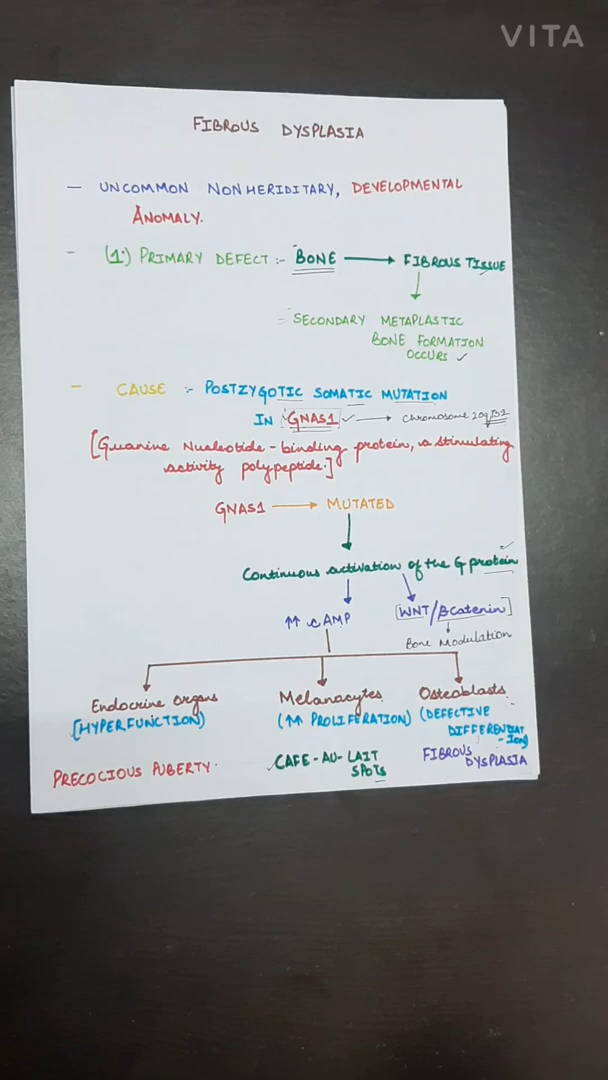 VITA
FIBROUS DYSPLASIA
- UNCOMMON NONHERIDITARY, DEVELOPMENTAL
ANOMALY.
- (1.) PRIMARY DEFECT :- BONE → FIBROUS TISSUE
↓
SECONDARY METAPLASTIC
BONE FORMATION
OCCURS ✓
- CAUSE :- POSTZYGOTIC SOMATIC MUTATION
IN GNAS1 ✓ → Chromosome 20q132
[Guanine Nucleotide - binding protein, α stimulating
activity polypeptide.]
GNAS1 → MUTATED
↓
Continuous activation of the G protein
↑↑ cAMP [WNT/βcatenin]
Bone Modulation
Endocrine organs Melanocytes Osteoblasts
[HYPERFUNCTION) (↑↑ PROLIFERATION) (DEFECTIVE
DIFFERENTIAT
-ION)
PRECOCIOUS PUBERTY. ✓CAFE-AU-LAIT FIBROUS
SPOTS DYSPLASIA